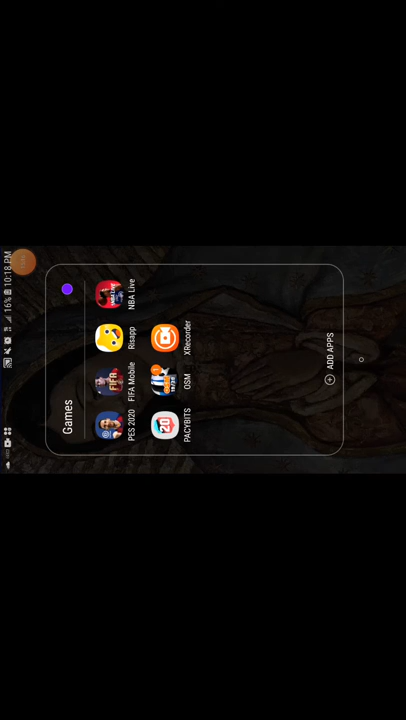 16% 10:18 PM
Games
PES 2020
FIFA Mobile
Risapp
NBA Live
PACYBITS
OSM
XRecorder
ADD APPS